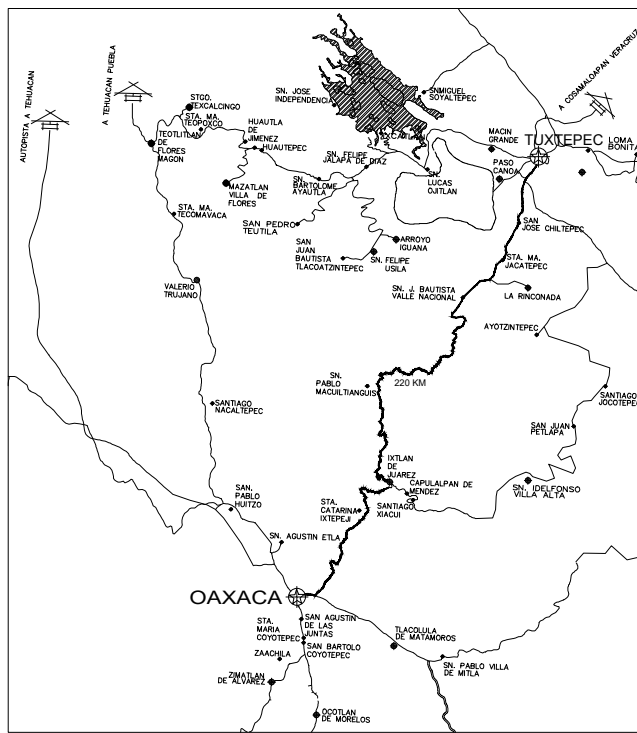 A COSAMALOAPAN VERACRUZ
A TEHUACAN PUEBLA
AUTOPISTA A TEHUACAN
STGO.
TEXCALCINGO
SN. JOSE
INDEPENDENCIA
SNMIGUEL
SOYALTEPEC
STA. MA.
TEOPOXCO
HUAUTLA
DE
JIMENEZ
TEOTLITLAN
DE
FLORES
MAGON
HUAUTEPEC
MACIN
GRANDE
TUXTEPEC
LOMA
BONITA
SN. FELIPE
JALAPA DE DIAZ
PASO
CANOA
SN.
LUCAS
OJITLAN
SN.
BARTOLOME
AYAUTLA
MAZATLAN
VILLA DE
FLORES
STA. MA.
TECOMAVACA
SAN PEDRO
TEUTILA
SAN
JOSE CHILTEPEC
ARROYO
IGUANA
SAN
JUAN
BAUTISTA
TLACOATZINTEPEC
SN. FELIPE
USILA
STA. MA.
JACATEPEC
VALERIO
TRUJANO
SN. J. BAUTISTA
VALLE NACIONAL
LA RINCONADA
AYOTZINTEPEC
SN.
PABLO
MACUILTIANGUIS
220 KM
SANTIAGO
JOCOTEPEC
SANTIAGO
NACALTEPEC
SAN JUAN
PETLAPA
IXTLAN
DE
JUAREZ
CAPULALPAN DE
MENDEZ
SN. IDELFONSO
VILLA ALTA
SAN.
PABLO
HUITZO
STA.
CATARINA
IXTEPEJI
SANTIAGO
XIACUI
SN. AGUSTIN ETLA
OAXACA
STA.
MARIA
COYOTEPEC
SAN AGUSTIN
DE LAS
JUNTAS
TLACOLULA
DE MATAMOROS
SAN BARTOLO
COYOTEPEC
ZAACHILA
SN. PABLO VILLA
DE MITLA
ZIMATLAN
DE ALVAREZ
OCOTLAN
DE MORELOS